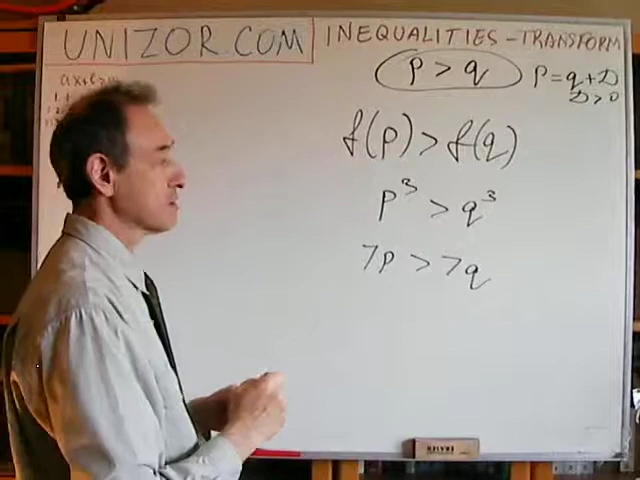 UNIZOR.COM
INEQUALITIES - TRANSFORM
p > q
p = q + D
D > 0
f(p) > f(q)
p³ > q³
7p > 7q